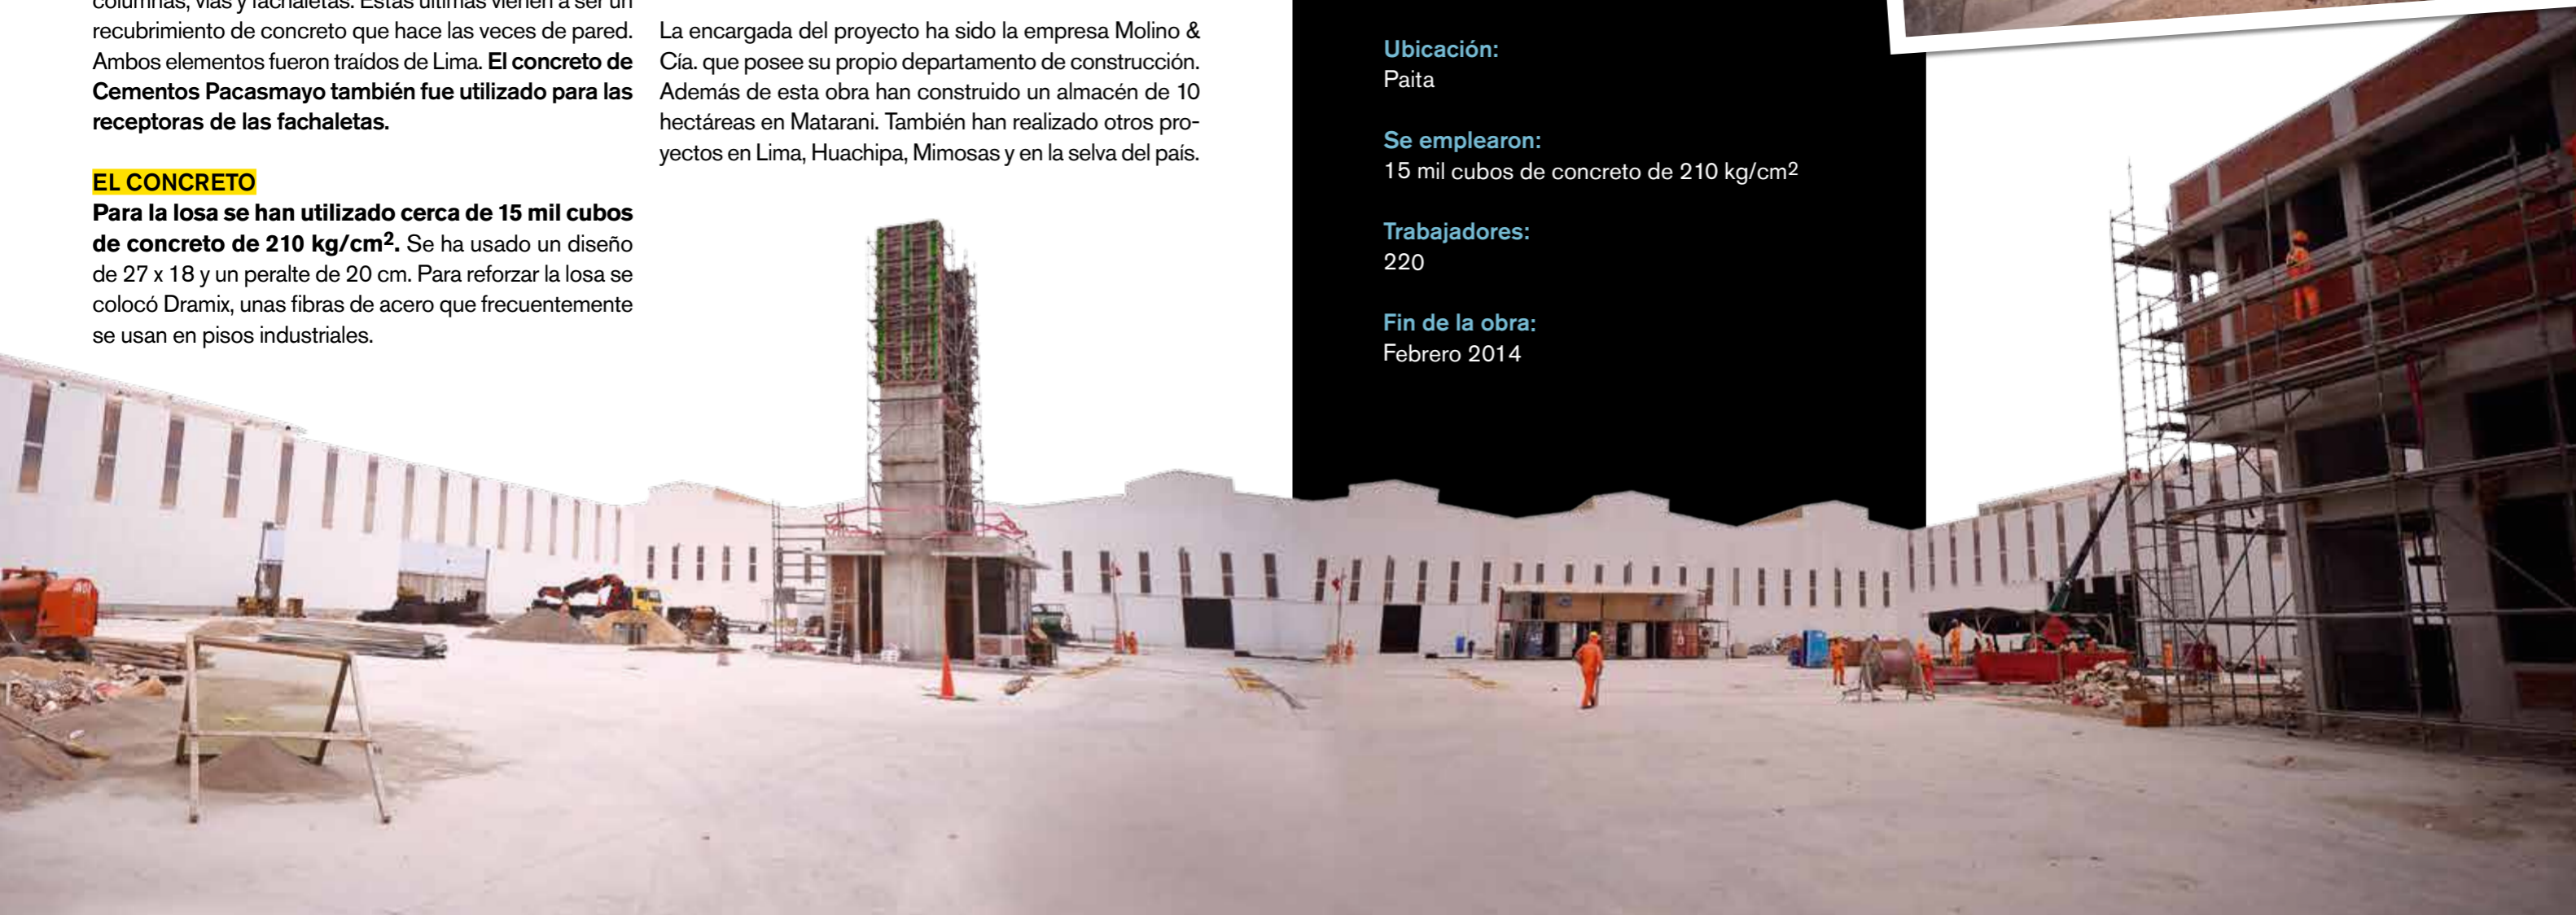 columnas, vías y fachaletas. Estas últimas vienen a ser un
recubrimiento de concreto que hace las veces de pared.
Ambos elementos fueron traídos de Lima. El concreto de
Cementos Pacasmayo también fue utilizado para las
receptoras de las fachaletas.
EL CONCRETO
Para la losa se han utilizado cerca de 15 mil cubos
de concreto de 210 kg/cm². Se ha usado un diseño
de 27 x 18 y un peralte de 20 cm. Para reforzar la losa se
colocó Dramix, unas fibras de acero que frecuentemente
se usan en pisos industriales.
La encargada del proyecto ha sido la empresa Molino &
Cía. que posee su propio departamento de construcción.
Además de esta obra han construido un almacén de 10
hectáreas en Matarani. También han realizado otros pro-
yectos en Lima, Huachipa, Mimosas y en la selva del país.
Ubicación:
Paita
Se emplearon:
15 mil cubos de concreto de 210 kg/cm²
Trabajadores:
220
Fin de la obra:
Febrero 2014